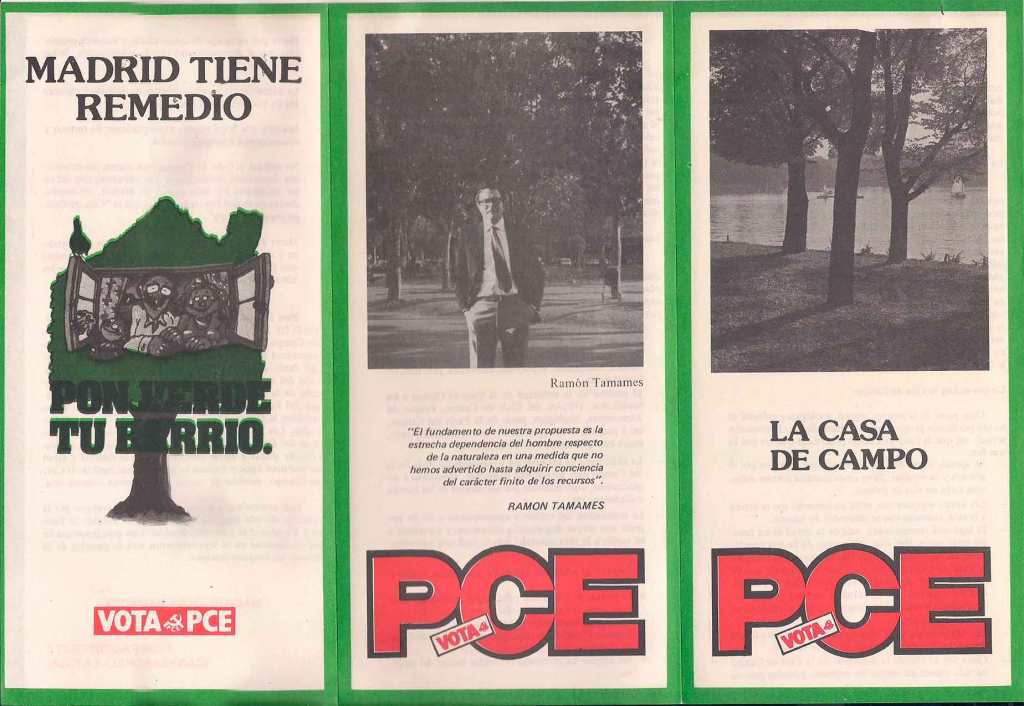 MADRID TIENE
REMEDIO
PON VERDE
TU BARRIO.
VOTA PCE
Ramón Tamames
"El fundamento de nuestra propuesta es la
estrecha dependencia del hombre respecto
de la naturaleza en una medida que no
hemos advertido hasta adquirir conciencia
del carácter finito de los recursos".
RAMON TAMAMES
PCE
VOTA
LA CASA
DE CAMPO
PCE
VOTA